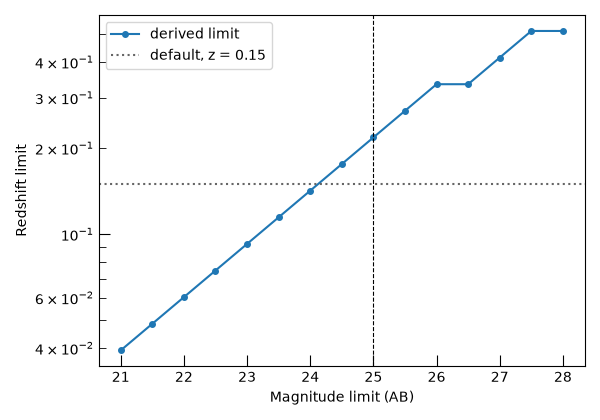 derived limit
default, z = 0.15
Redshift limit
4 × 10⁻¹
3 × 10⁻¹
2 × 10⁻¹
10⁻¹
6 × 10⁻²
4 × 10⁻²
21 22 23 24 25 26 27 28
Magnitude limit (AB)